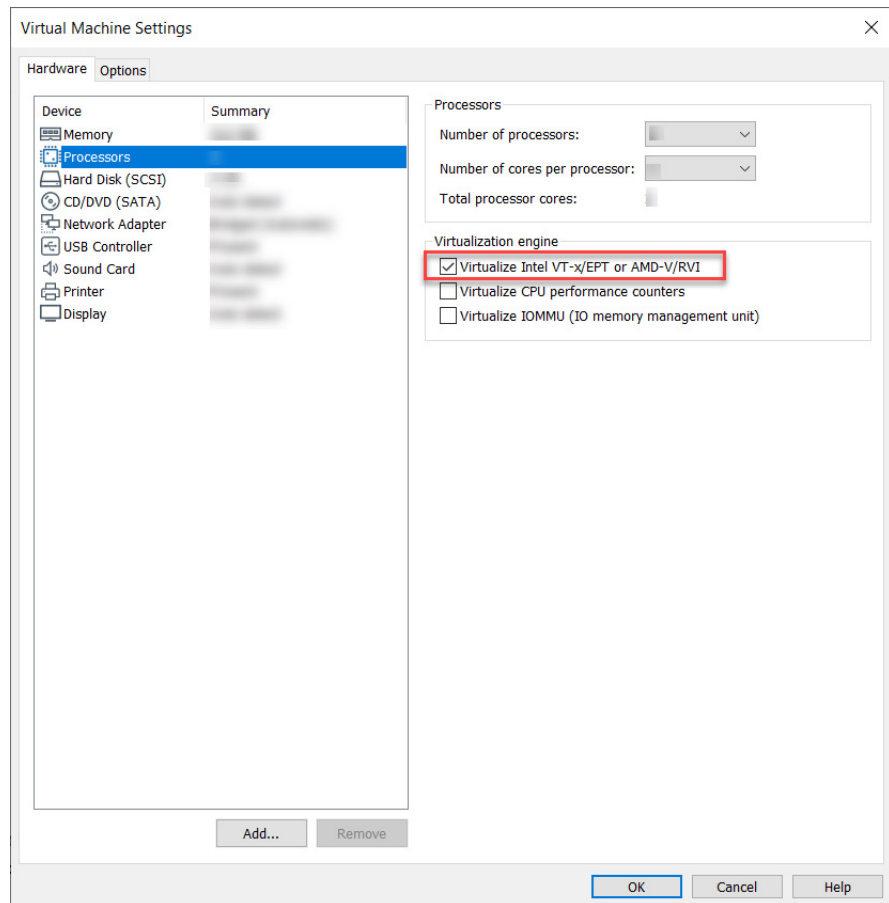 Virtual Machine Settings
Hardware
Options
Device Summary
Memory
Processors
Hard Disk (SCSI)
CD/DVD (SATA)
Network Adapter
USB Controller
Sound Card
Printer
Display
Add...
Remove
Processors
Number of processors:
Number of cores per processor:
Total processor cores:
Virtualization engine
Virtualize Intel VT-x/EPT or AMD-V/RVI
Virtualize CPU performance counters
Virtualize IOMMU (IO memory management unit)
OK
Cancel
Help